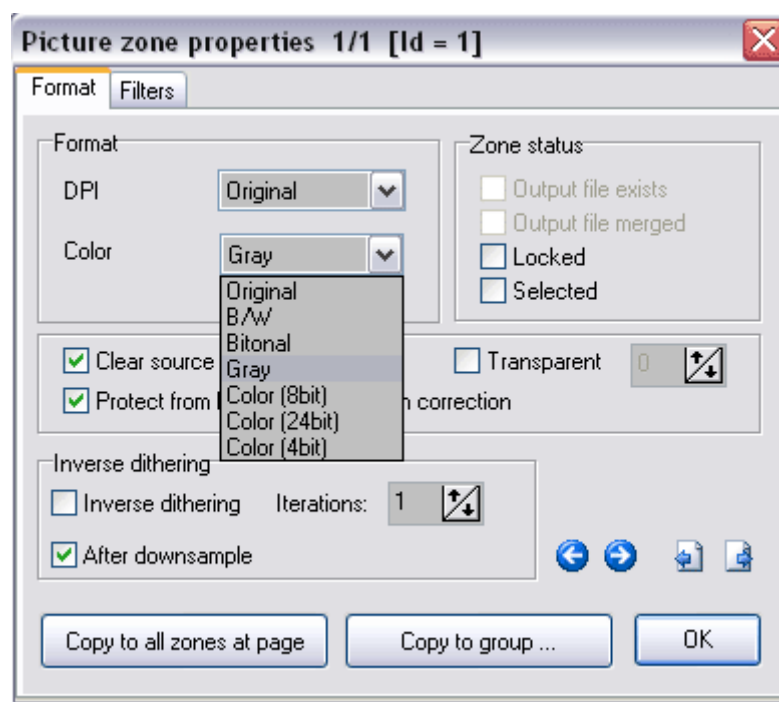 Picture zone properties 1/1 [Id = 1]
Format Filters
Format
DPI Original
Color Gray
Original
B/W
Bitonal
Gray
Color (8bit)
Color (24bit)
Color (4bit)
Zone status
Output file exists
Output file merged
Locked
Selected
Clear source
Transparent 0
Protect from correction
Inverse dithering
Inverse dithering Iterations: 1
After downsample
Copy to all zones at page Copy to group ... OK